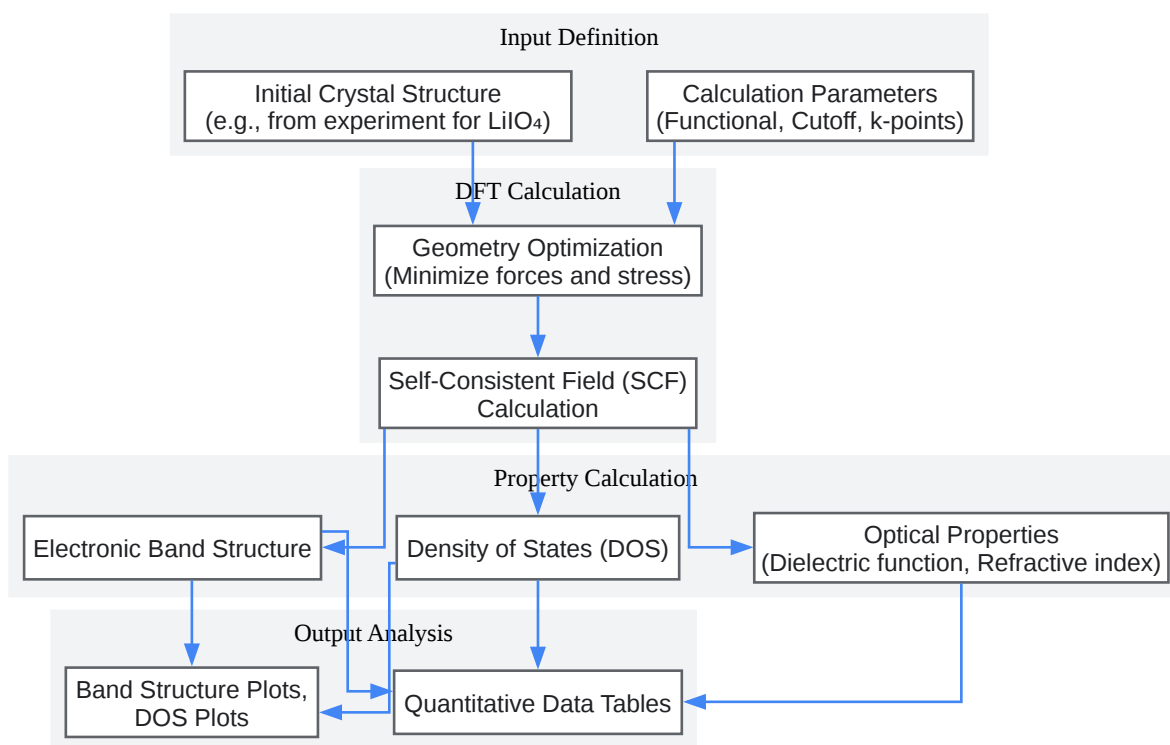 Input Definition
Initial Crystal Structure
(e.g., from experiment for LiIO₄)
Calculation Parameters
(Functional, Cutoff, k-points)
DFT Calculation
Geometry Optimization
(Minimize forces and stress)
Self-Consistent Field (SCF)
Calculation
Property Calculation
Electronic Band Structure
Density of States (DOS)
Optical Properties
(Dielectric function, Refractive index)
Output Analysis
Band Structure Plots,
DOS Plots
Quantitative Data Tables